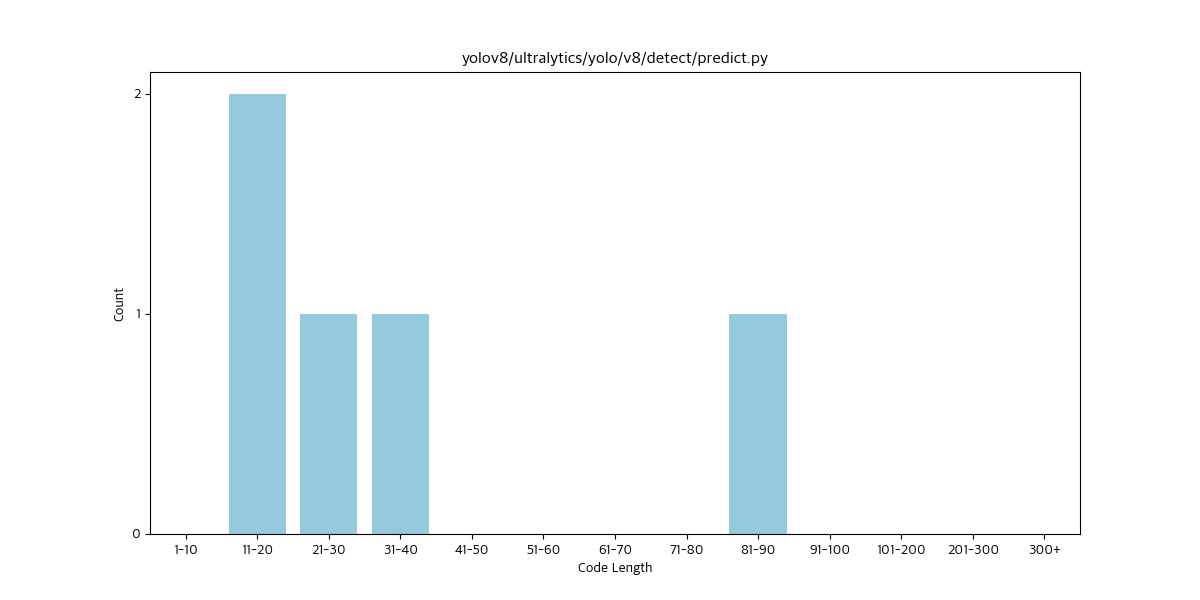 yolov8/ultralytics/yolo/v8/detect/predict.py
Count
2
1
0
1-10 11-20 21-30 31-40 41-50 51-60 61-70 71-80 81-90 91-100 101-200 201-300 300+
Code Length